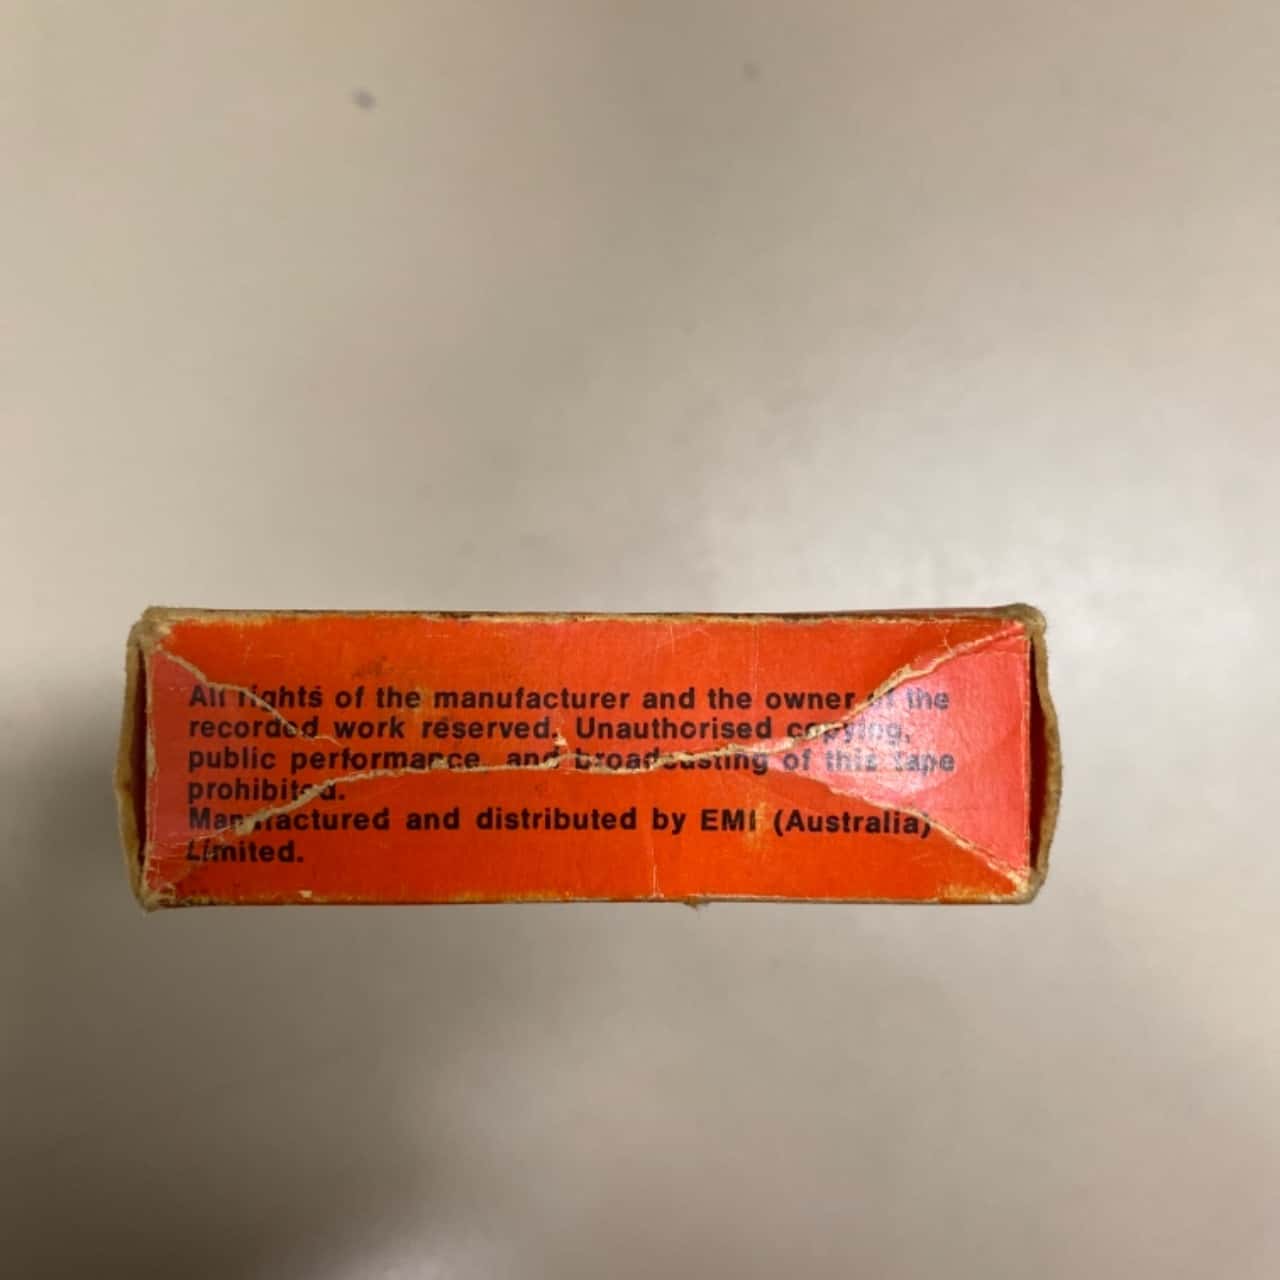 All rights of the manufacturer and the owner of the
recorded work reserved. Unauthorised copying,
public performance, and broadcasting of this tape
prohibited.
Manufactured and distributed by EMI (Australia)
Limited.